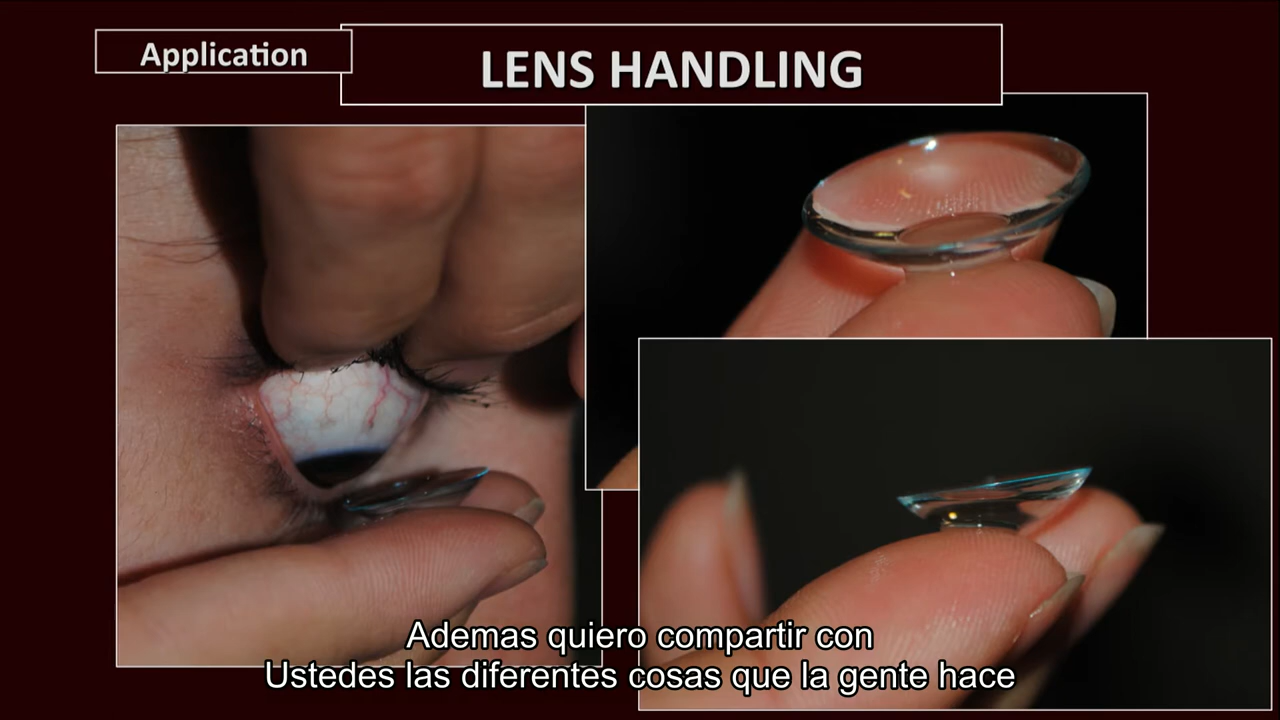 Application
LENS HANDLING
Ademas quiero compartir con
Ustedes las diferentes cosas que la gente hace